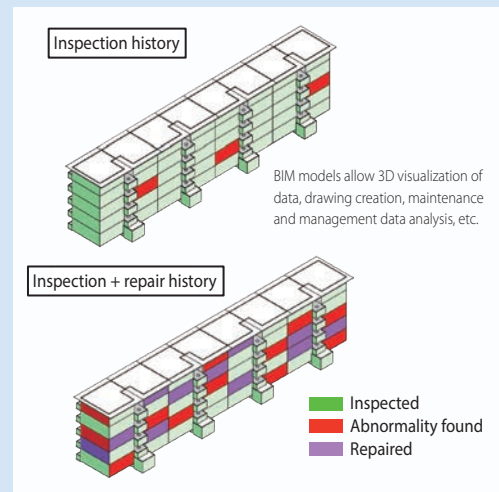 Inspection history
BIM models allow 3D visualization of
data, drawing creation, maintenance
and management data analysis, etc.
Inspection + repair history
Inspected
Abnormality found
Repaired